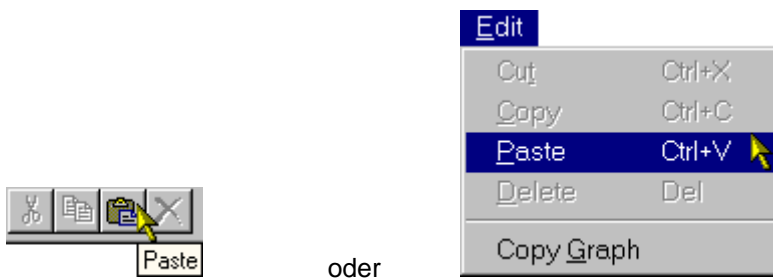 Edit
Cut Ctrl+X
Copy Ctrl+C
Paste Ctrl+V
Delete Del
Copy Graph
Paste
oder